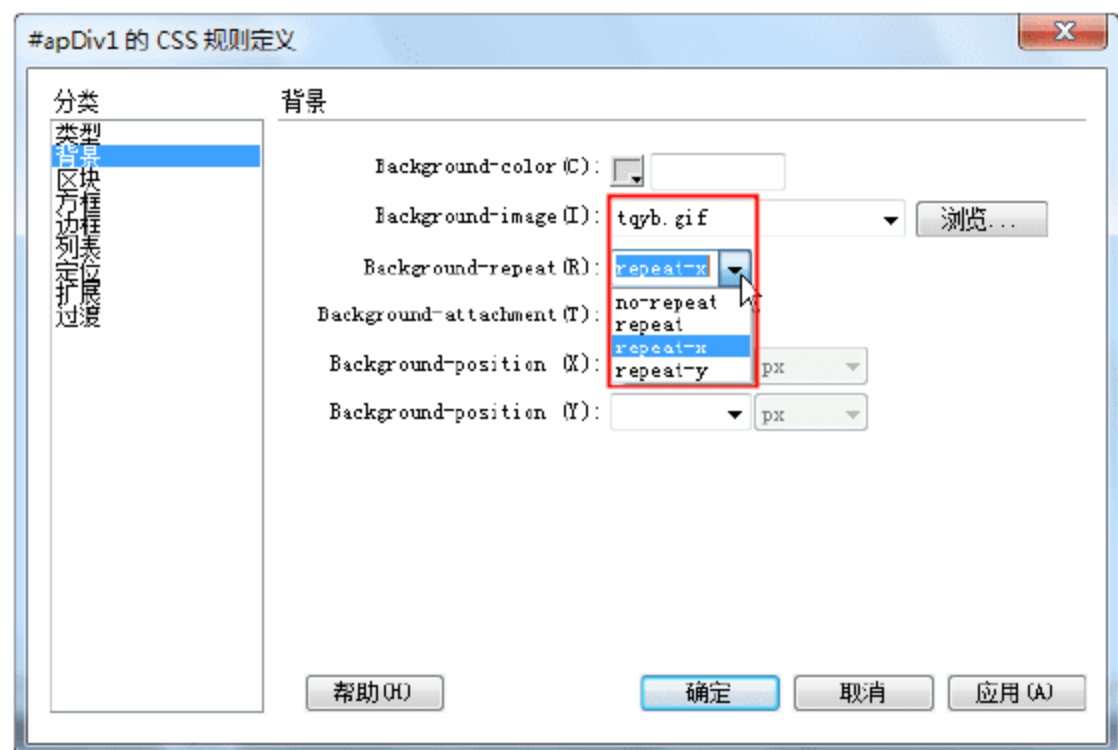 #apDiv1 的 CSS 规则定义
分类
类型
背景
区块
方框
边框
列表
定位
扩展
过渡
背景
Background-color(C):
Background-image(I): tqyb.gif 浏览...
Background-repeat(R): repeat-x
no-repeat
repeat
repeat-x
repeat-y
Background-attachment(T):
Background-position (X): px
Background-position (Y): px
帮助(H) 确定 取消 应用(A)